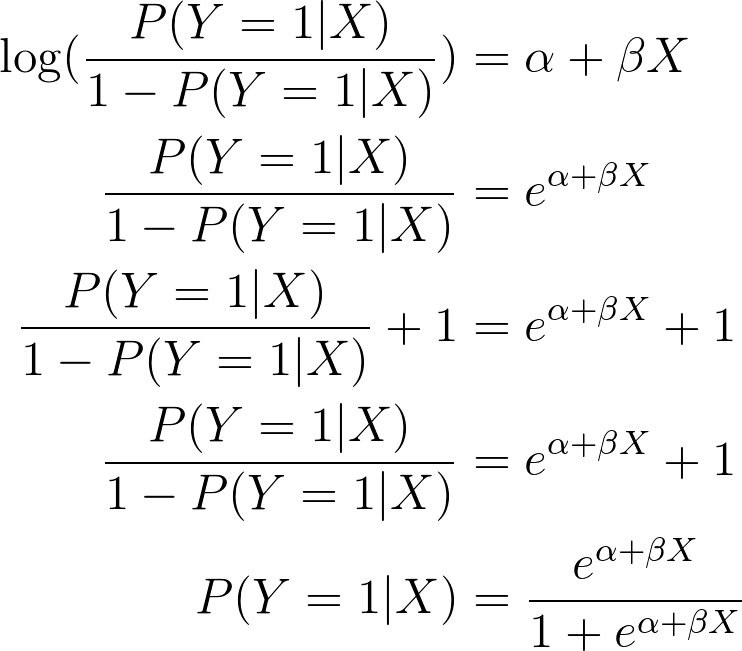 log(P(Y = 1|X) / 1 − P(Y = 1|X)) = α + βX
P(Y = 1|X) / 1 − P(Y = 1|X) = e^{α+βX}
P(Y = 1|X) / 1 − P(Y = 1|X) + 1 = e^{α+βX} + 1
P(Y = 1|X) / 1 − P(Y = 1|X) = e^{α+βX} + 1
P(Y = 1|X) = e^{α+βX} / 1 + e^{α+βX}